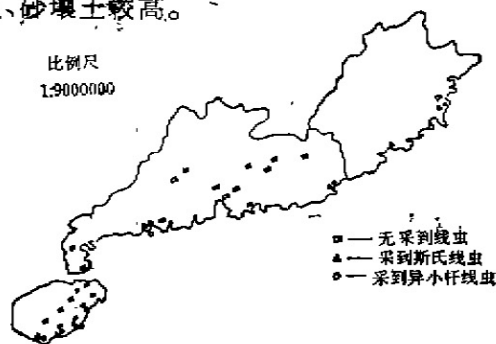 、砂壤土较高。
比例尺
1:9000000
— 无采到线虫
— 采到斯氏线虫
— 采到异小杆线虫